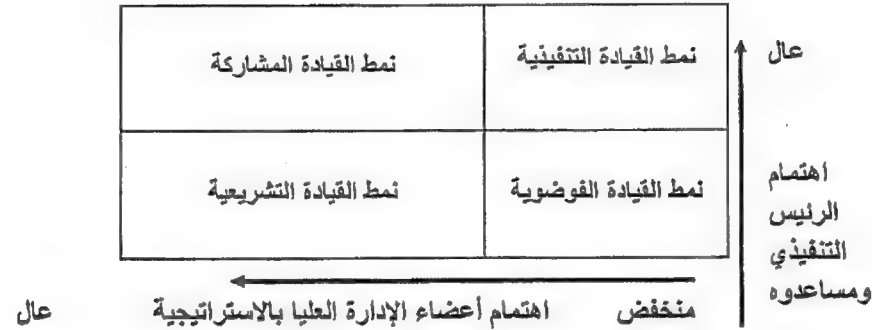 عال
نمط القيادة التنفيذية
نمط القيادة المشاركة
اهتمام
الرئيس
التنفيذي
ومساعدوه
نمط القيادة الفوضوية
نمط القيادة التشريعية
منخفض
اهتمام أعضاء الإدارة العليا بالاستراتيجية
عال